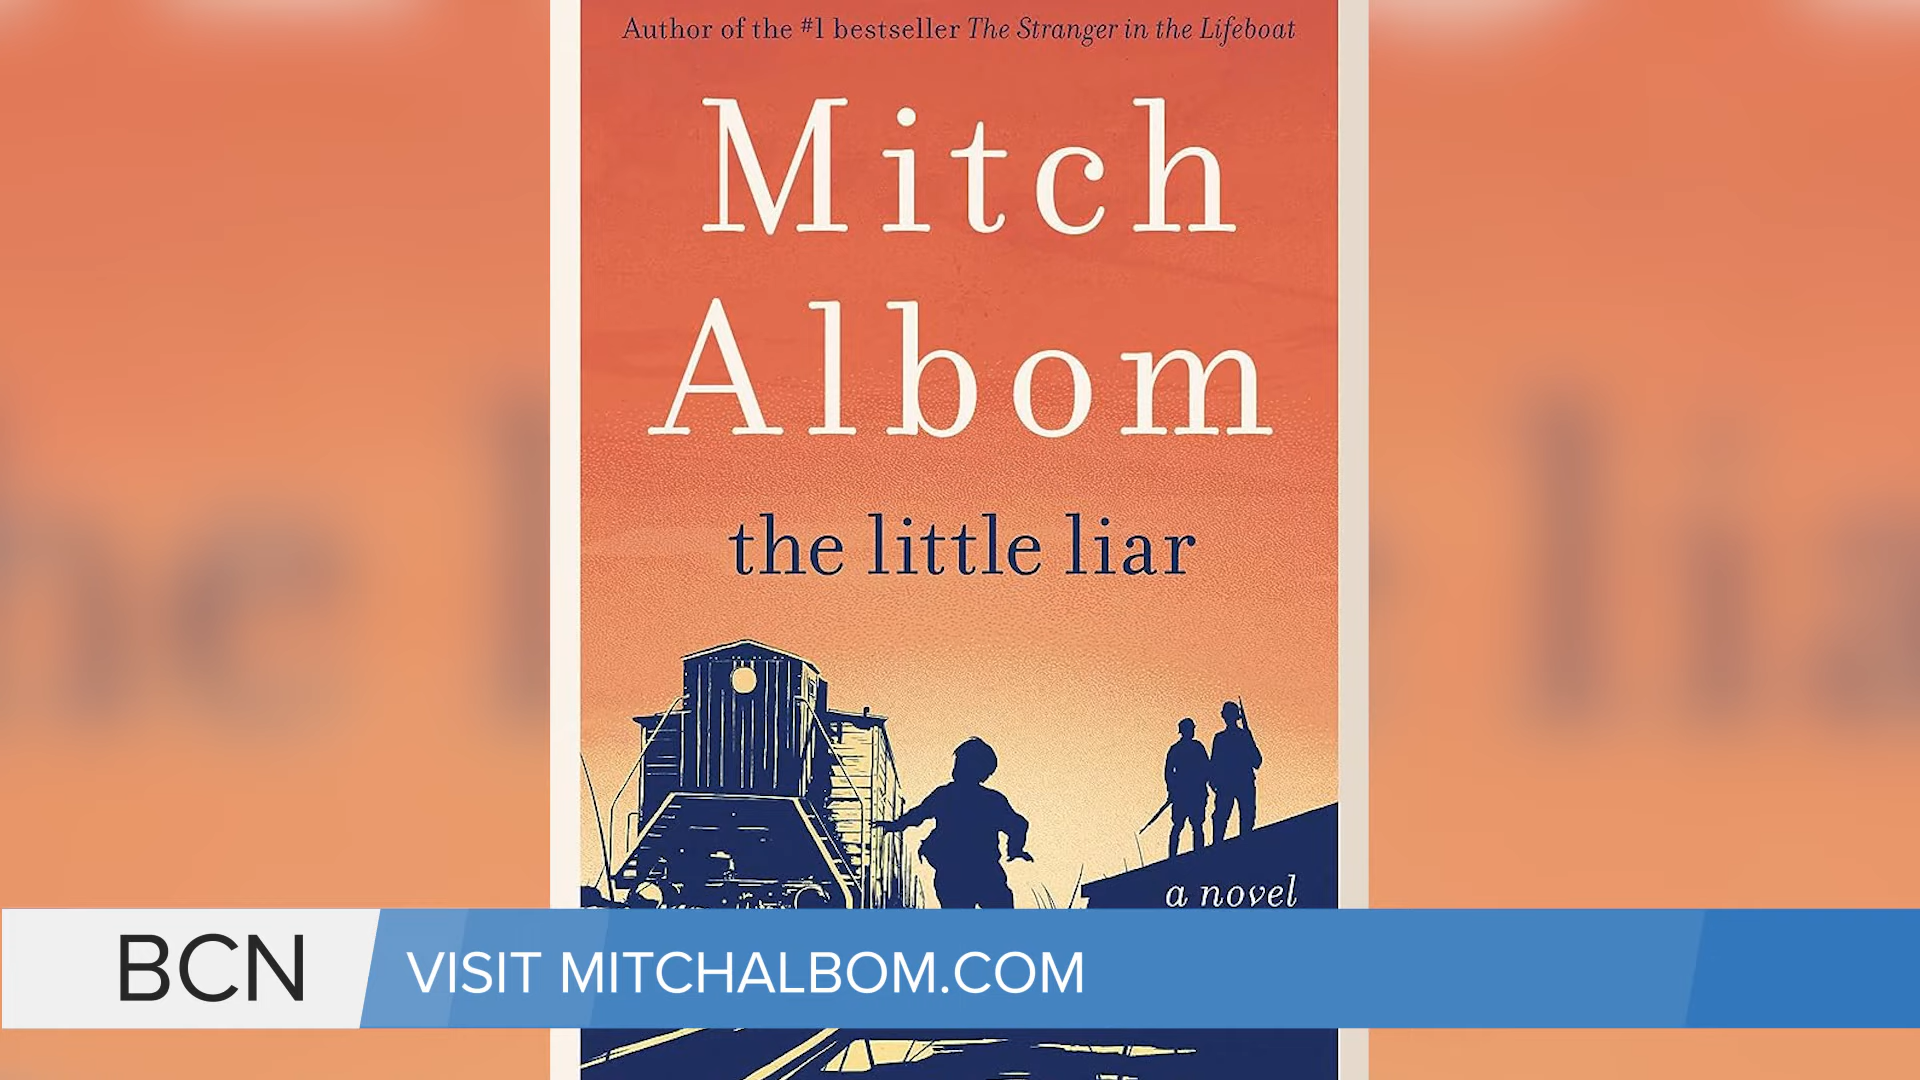 Author of the #1 bestseller The Stranger in the Lifeboat
Mitch
Albom
the little liar
a novel
BCN
VISIT MITCHALBOM.COM